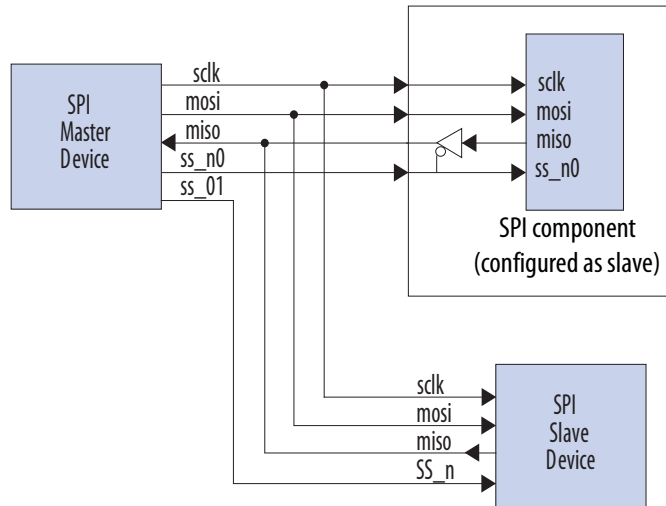 SPI
Master
Device
sclk
mosi
miso
ss_n0
ss_01
sclk
mosi
miso
ss_n0
SPI component
(configured as slave)
sclk
mosi
miso
SS_n
SPI
Slave
Device